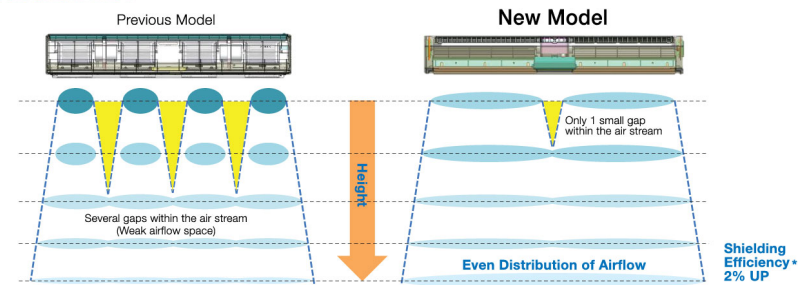 Previous Model
New Model
Only 1 small gap
within the air stream
Height
Several gaps within the air stream
(Weak airflow space)
Even Distribution of Airflow
Shielding
Efficiency*
2% UP